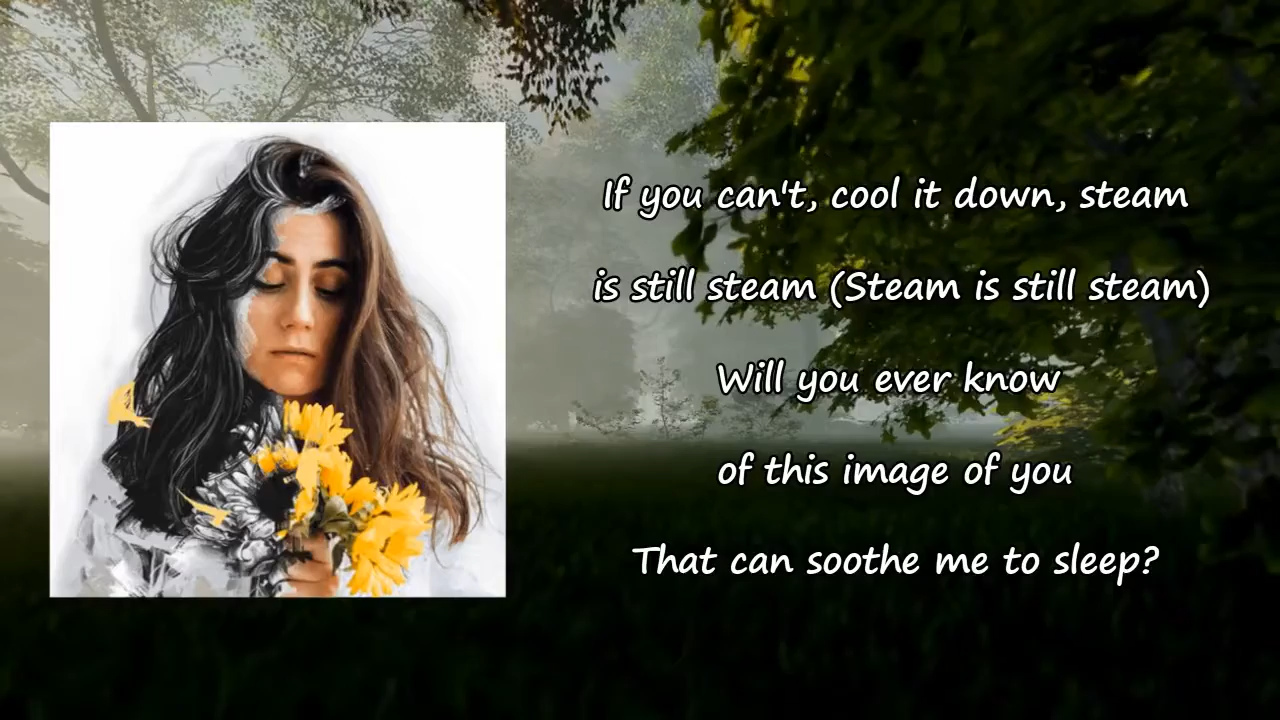 If you can't, cool it down, steam
is still steam (Steam is still steam)
Will you ever know
of this image of you
That can soothe me to sleep?